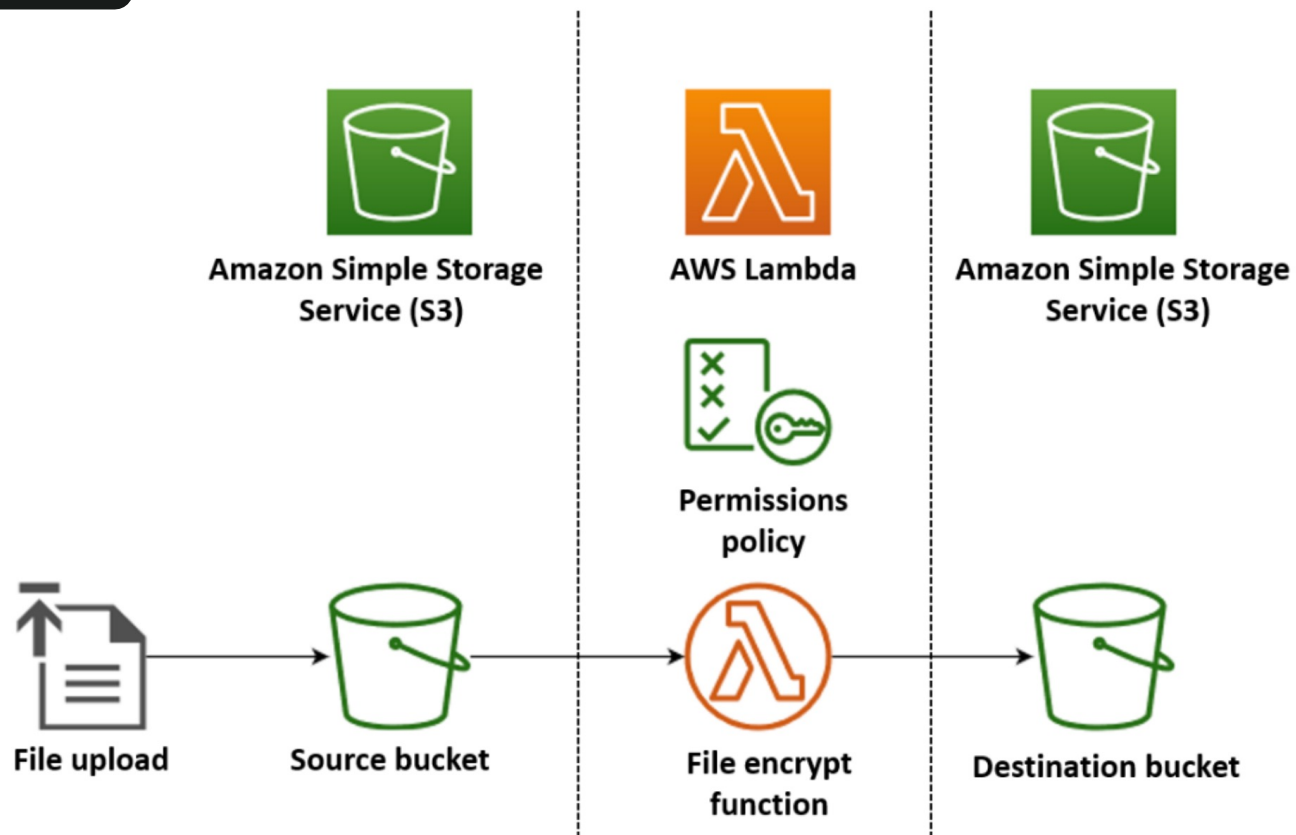 Amazon Simple Storage
Service (S3)
AWS Lambda
Amazon Simple Storage
Service (S3)
Permissions
policy
File upload
Source bucket
File encrypt
function
Destination bucket